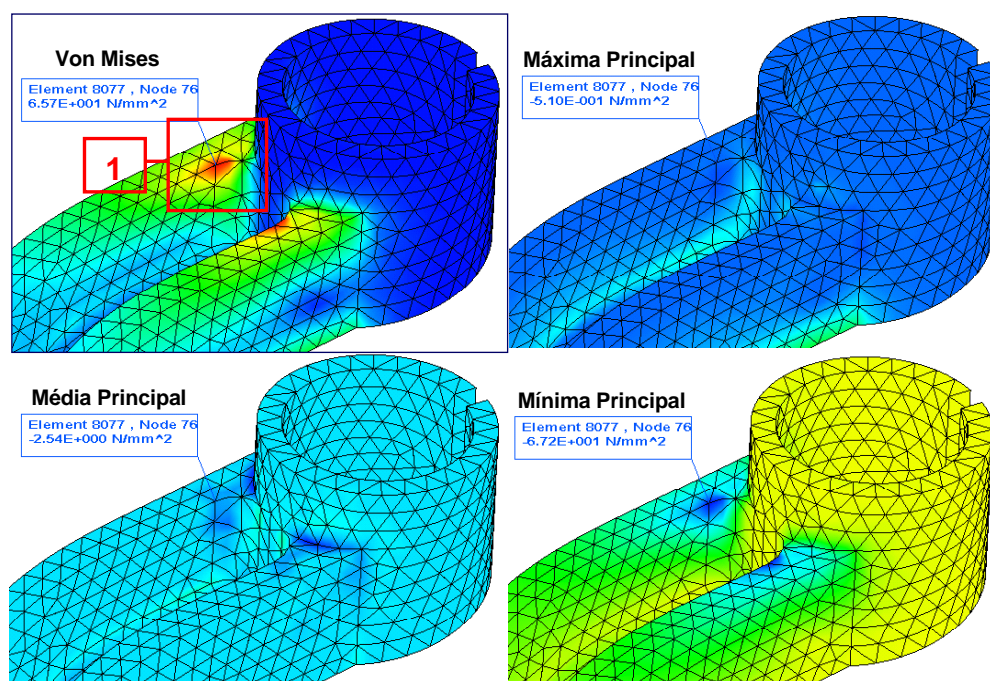 Von Mises
Element 8077 , Node 76
6.57E+001 N/mm^2
1
Máxima Principal
Element 8077 , Node 76
-5.10E-001 N/mm^2
Média Principal
Element 8077 , Node 76
-2.54E+000 N/mm^2
Mínima Principal
Element 8077 , Node 76
-6.72E+001 N/mm^2